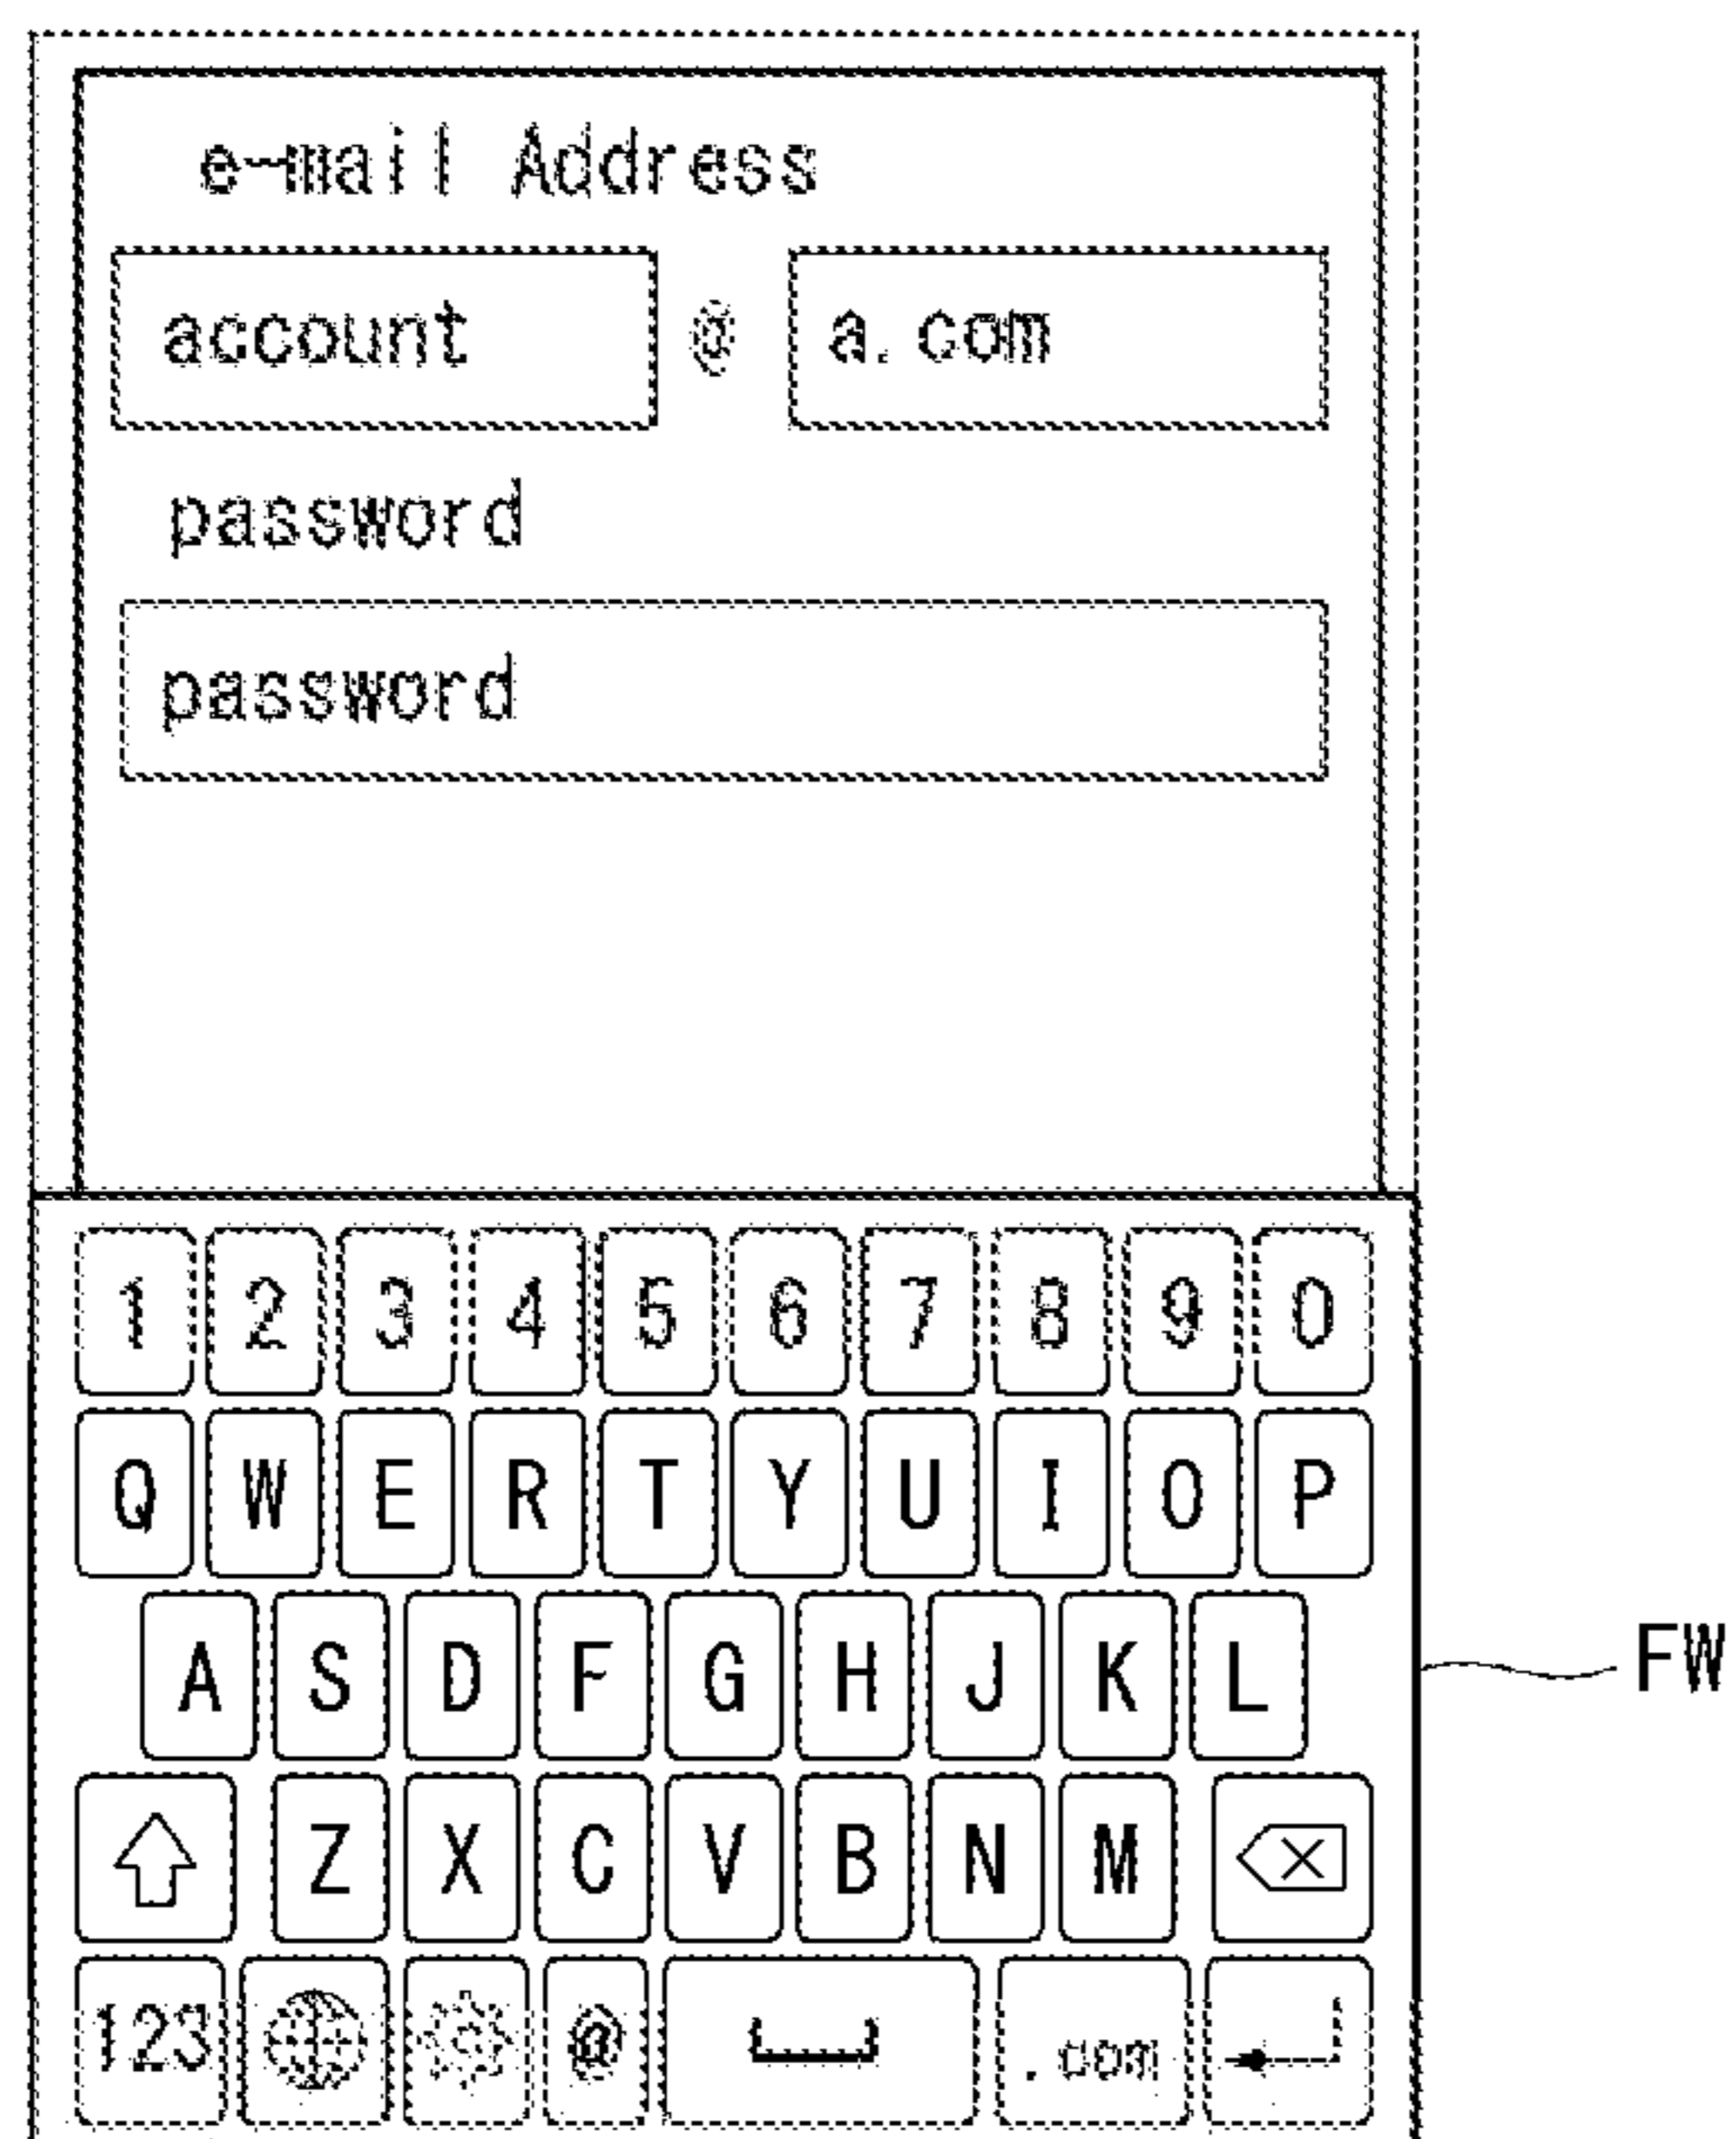 e-mail Address
account @ a.com
password
password
1 2 3 4 5 6 7 8 9 0
Q W E R T Y U I O P
A S D F G H J K L
FW
Z X C V B N M
123 @ .com